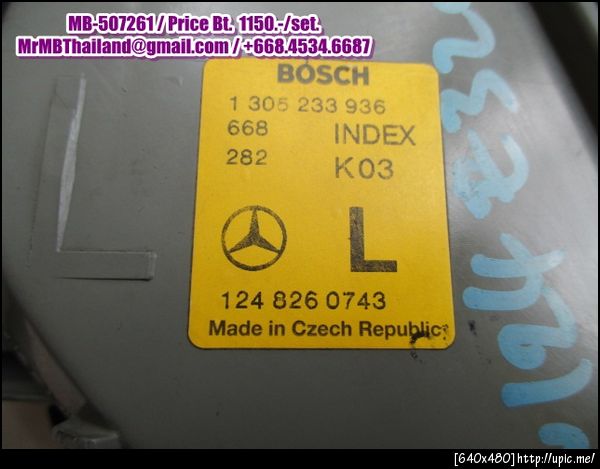 MB-507261 / Price Bt. 1150.-/set.
MrMBThailand@gmail.com / +668.4534.6687
BOSCH
1 305 233 936
668 INDEX
282 K03
L
L
124 826 0743
Made in Czech Republic
[640x480]http://upic.me/